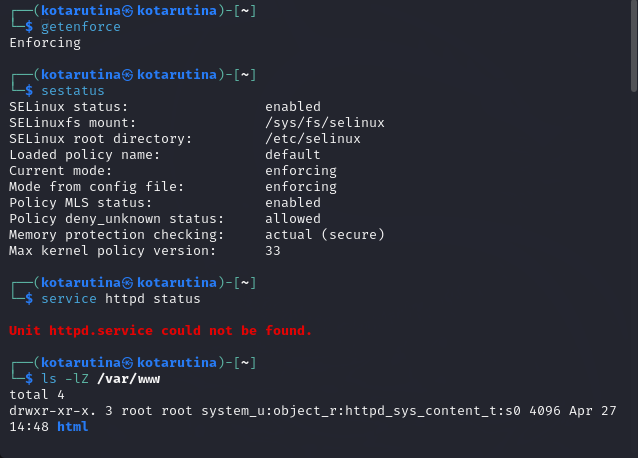 ┌──(kotarutina㉿kotarutina)-[~]
└─$ getenforce
Enforcing
┌──(kotarutina㉿kotarutina)-[~]
└─$ sestatus
SELinux status:                 enabled
SELinuxfs mount:                /sys/fs/selinux
SELinux root directory:         /etc/selinux
Loaded policy name:             default
Current mode:                   enforcing
Mode from config file:          enforcing
Policy MLS status:              enabled
Policy deny_unknown status:     allowed
Memory protection checking:     actual (secure)
Max kernel policy version:      33
┌──(kotarutina㉿kotarutina)-[~]
└─$ service httpd status
Unit httpd.service could not be found.
┌──(kotarutina㉿kotarutina)-[~]
└─$ ls -lZ /var/www
total 4
drwxr-xr-x. 3 root root system_u:object_r:httpd_sys_content_t:s0 4096 Apr 27
14:48 html